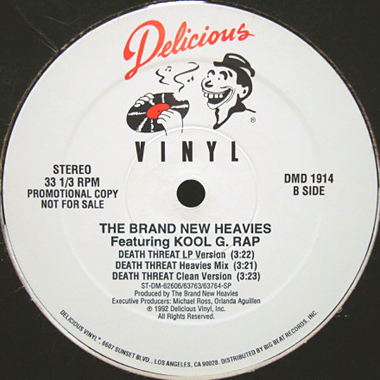 Delicious
VINYL
®
STEREO
33 1/3 RPM
PROMOTIONAL COPY
NOT FOR SALE
DMD 1914
B SIDE
THE BRAND NEW HEAVIES
Featuring KOOL G. RAP
DEATH THREAT LP Version (3:22)
DEATH THREAT Heavies Mix (3:21)
DEATH THREAT Clean Version (3:23)
ST-DM-62606/63763/63764-SP
Produced by The Brand New Heavies
Executive Producers: Michael Ross, Orlanda Aguillen
℗ 1992 Delicious Vinyl, Inc.
All Rights Reserved.
DELICIOUS VINYL • 6607 SUNSET BLVD., LOS ANGELES, CA 90028. DISTRIBUTED BY BIG BEAT RECORDS, INC.